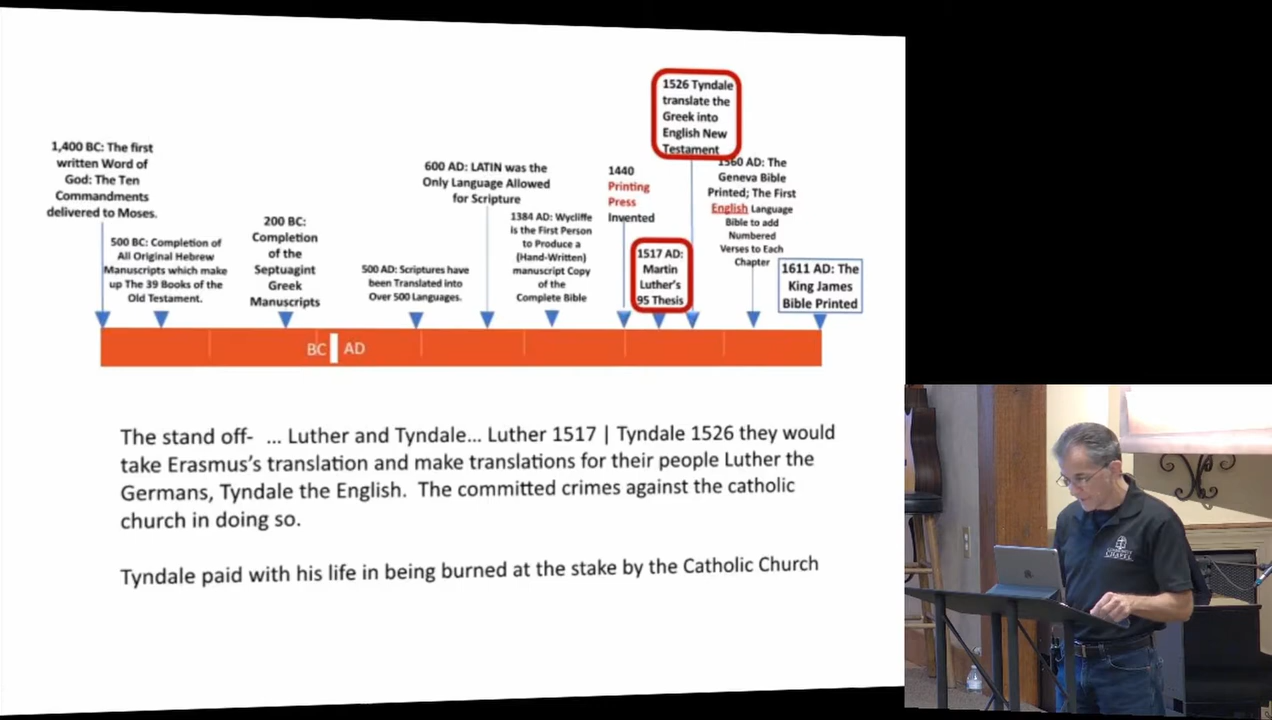 1526 Tyndale
translate the
Greek into
English New
Testament
1,400 BC: The first
written Word of
God: The Ten
Commandments
delivered to Moses.
500 BC: Completion of
All Original Hebrew
Manuscripts which make
up The 39 Books of the
Old Testament.
200 BC:
Completion
of the
Septuagint
Greek
Manuscripts
500 AD: Scriptures have
been Translated into
Over 500 Languages.
600 AD: LATIN was the
Only Language Allowed
for Scripture
1384 AD: Wycliffe
is the First Person
to Produce a
(Hand-Written)
manuscript Copy
of the
Complete Bible
1440
Printing
Press
Invented
1517 AD:
Martin
Luther's
95 Thesis
1560 AD: The
Geneva Bible
Printed; The First
English Language
Bible to add
Numbered
Verses to Each
Chapter
1611 AD: The
King James
Bible Printed
BC AD
The stand off- ... Luther and Tyndale... Luther 1517 | Tyndale 1526 they would
take Erasmus's translation and make translations for their people Luther the
Germans, Tyndale the English. The committed crimes against the catholic
church in doing so.
Tyndale paid with his life in being burned at the stake by the Catholic Church
CHAPEL